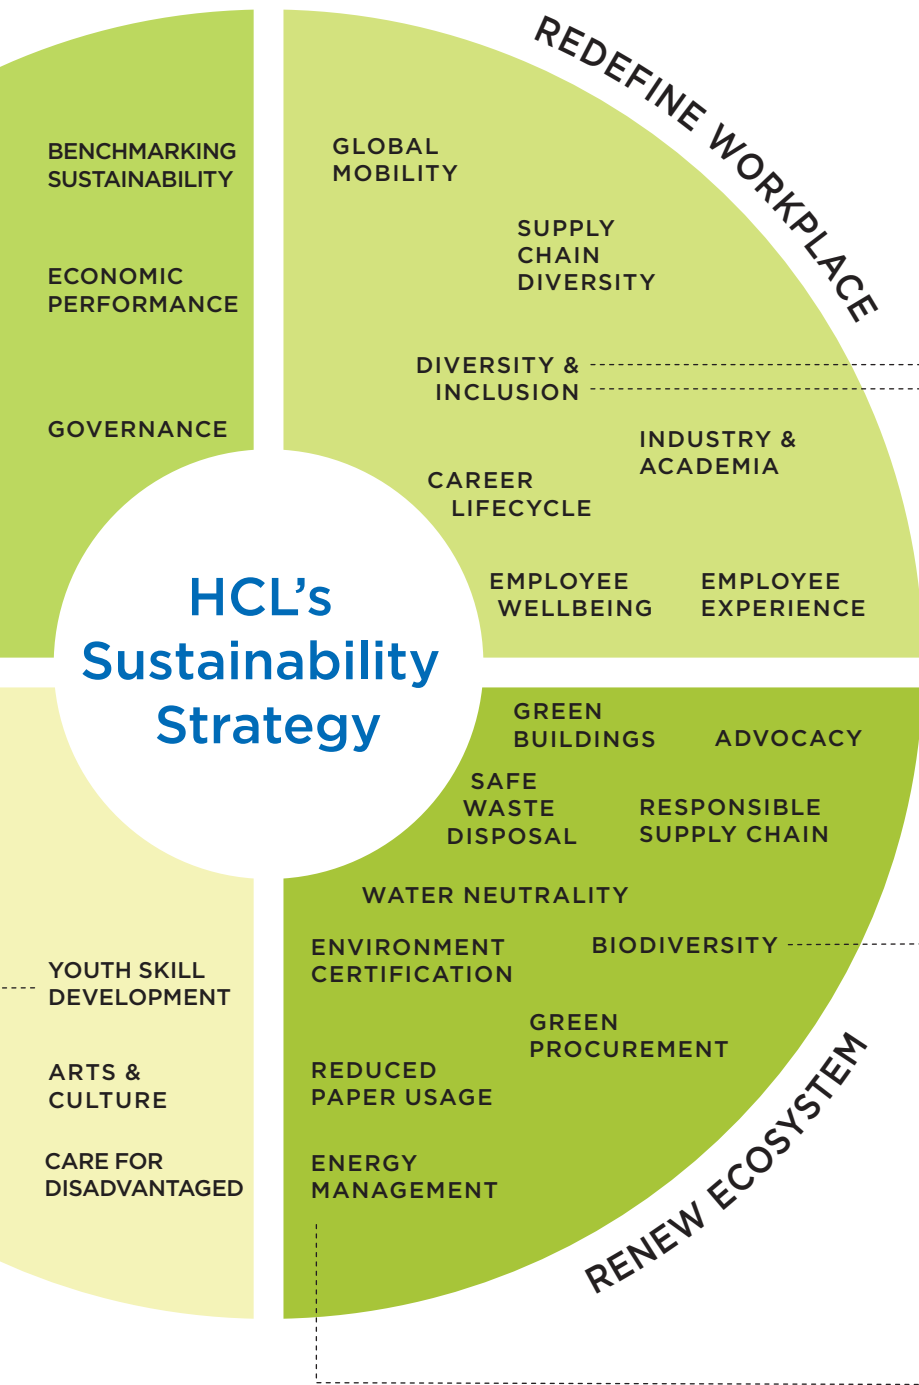 REDEFINE WORKPLACE
BENCHMARKING
SUSTAINABILITY
ECONOMIC
PERFORMANCE
GOVERNANCE
GLOBAL
MOBILITY
SUPPLY
CHAIN
DIVERSITY
DIVERSITY &
INCLUSION
INDUSTRY &
ACADEMIA
CAREER
LIFECYCLE
EMPLOYEE
WELLBEING
EMPLOYEE
EXPERIENCE
HCL’s
Sustainability
Strategy
GREEN
BUILDINGS
ADVOCACY
SAFE
WASTE
DISPOSAL
RESPONSIBLE
SUPPLY CHAIN
WATER NEUTRALITY
ENVIRONMENT
CERTIFICATION
BIODIVERSITY
GREEN
PROCUREMENT
REDUCED
PAPER USAGE
ENERGY
MANAGEMENT
RENEW ECOSYSTEM
YOUTH SKILL
DEVELOPMENT
ARTS &
CULTURE
CARE FOR
DISADVANTAGED